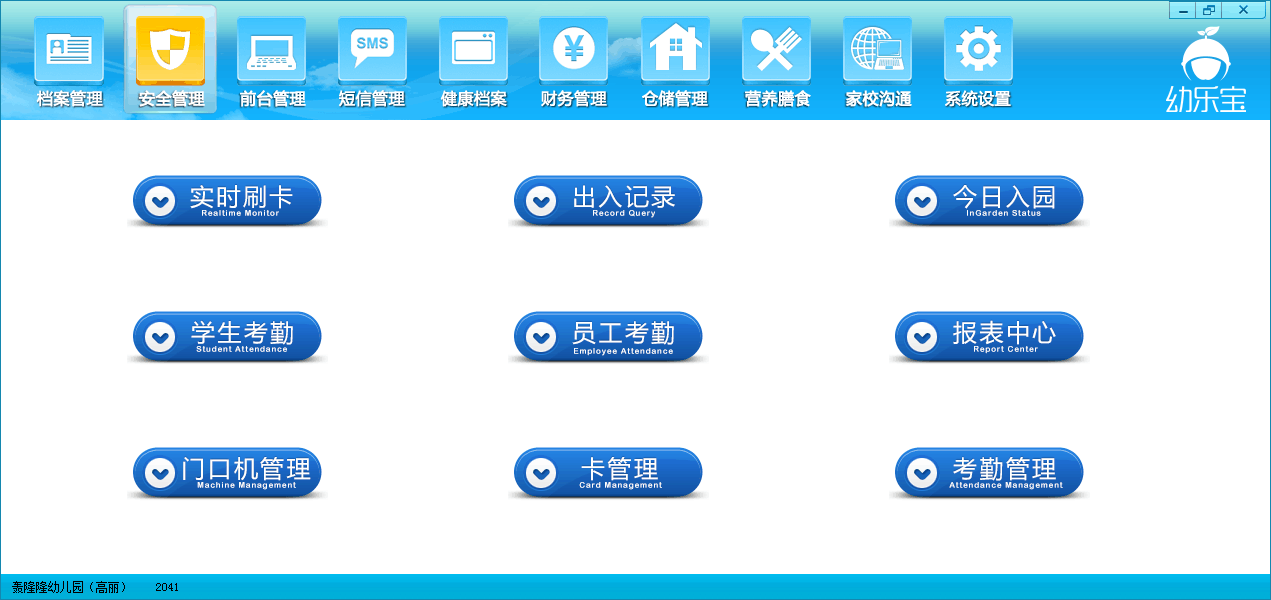 SMS
档案管理 安全管理 前台管理 短信管理 健康档案 财务管理 仓储管理 营养膳食 家校沟通 系统设置
幼乐宝
实时刷卡 出入记录 今日入园
Realtime Monitor Record Query InGarden Status
学生考勤 员工考勤 报表中心
Student Attendance Employee Attendance Report Center
门口机管理 卡管理 考勤管理
Machine Management Card Management Attendance Management
轰隆隆幼儿园（高丽） 2041